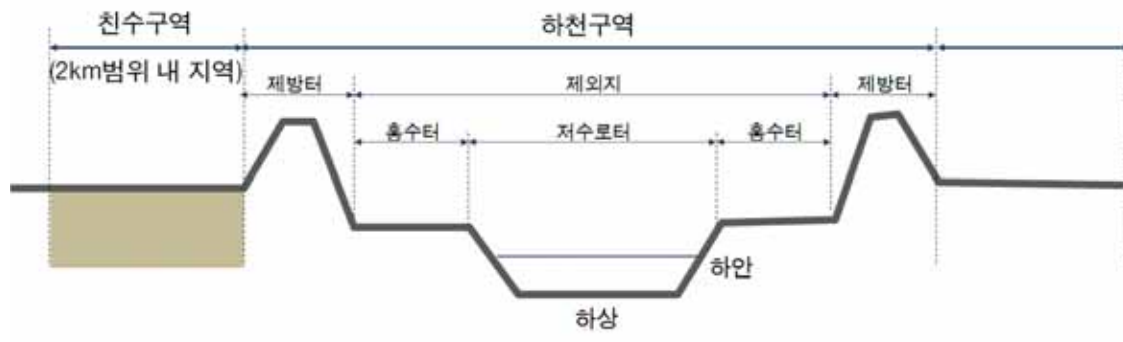 친수구역
하천구역
(2km범위 내 지역)
제방터
제외지
제방터
홍수터
저수로터
홍수터
하안
하상